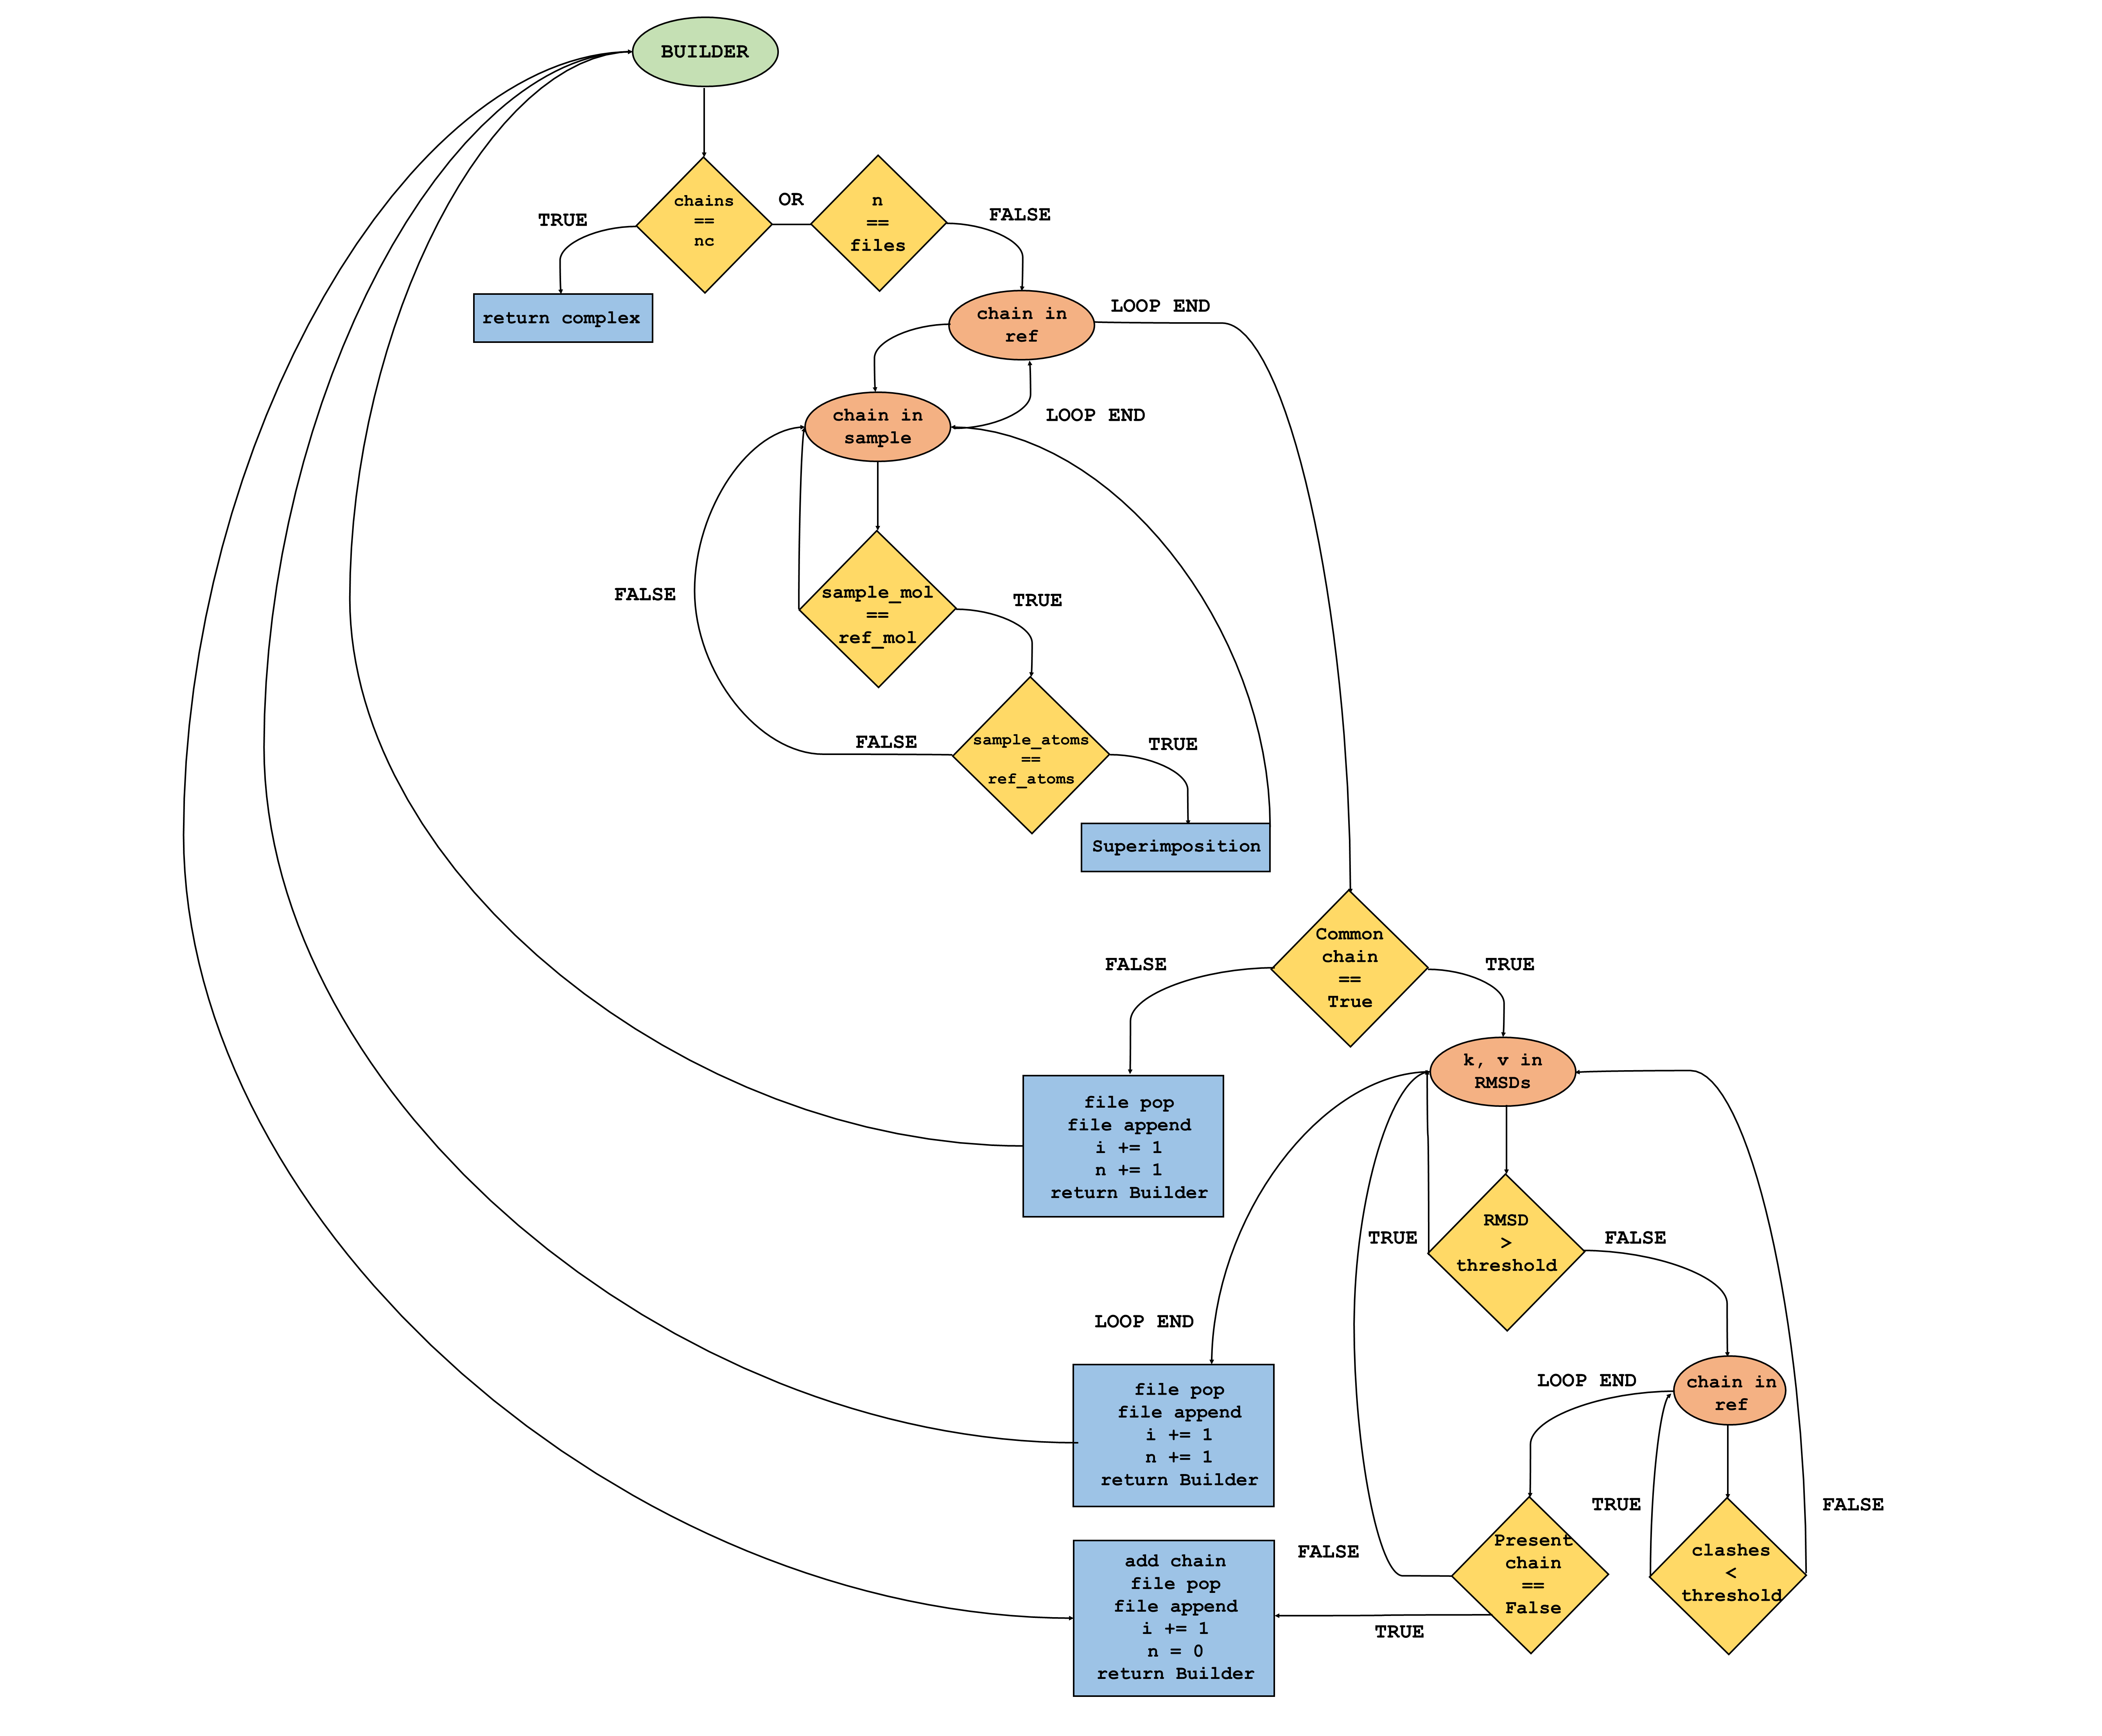 BUILDER
chains
==
nc
OR
n
==
files
TRUE
FALSE
return complex
chain in
ref
LOOP END
chain in
sample
LOOP END
sample_mol
==
ref_mol
FALSE
TRUE
sample_atoms
==
ref_atoms
FALSE
TRUE
Superimposition
Common
chain
==
True
FALSE
TRUE
k, v in
RMSDs
file pop
file append
i += 1
n += 1
return Builder
RMSD
>
threshold
TRUE
FALSE
LOOP END
chain in
ref
LOOP END
file pop
file append
i += 1
n += 1
return Builder
Present
chain
==
False
TRUE
clashes
<
threshold
FALSE
FALSE
TRUE
add chain
file pop
file append
i += 1
n = 0
return Builder